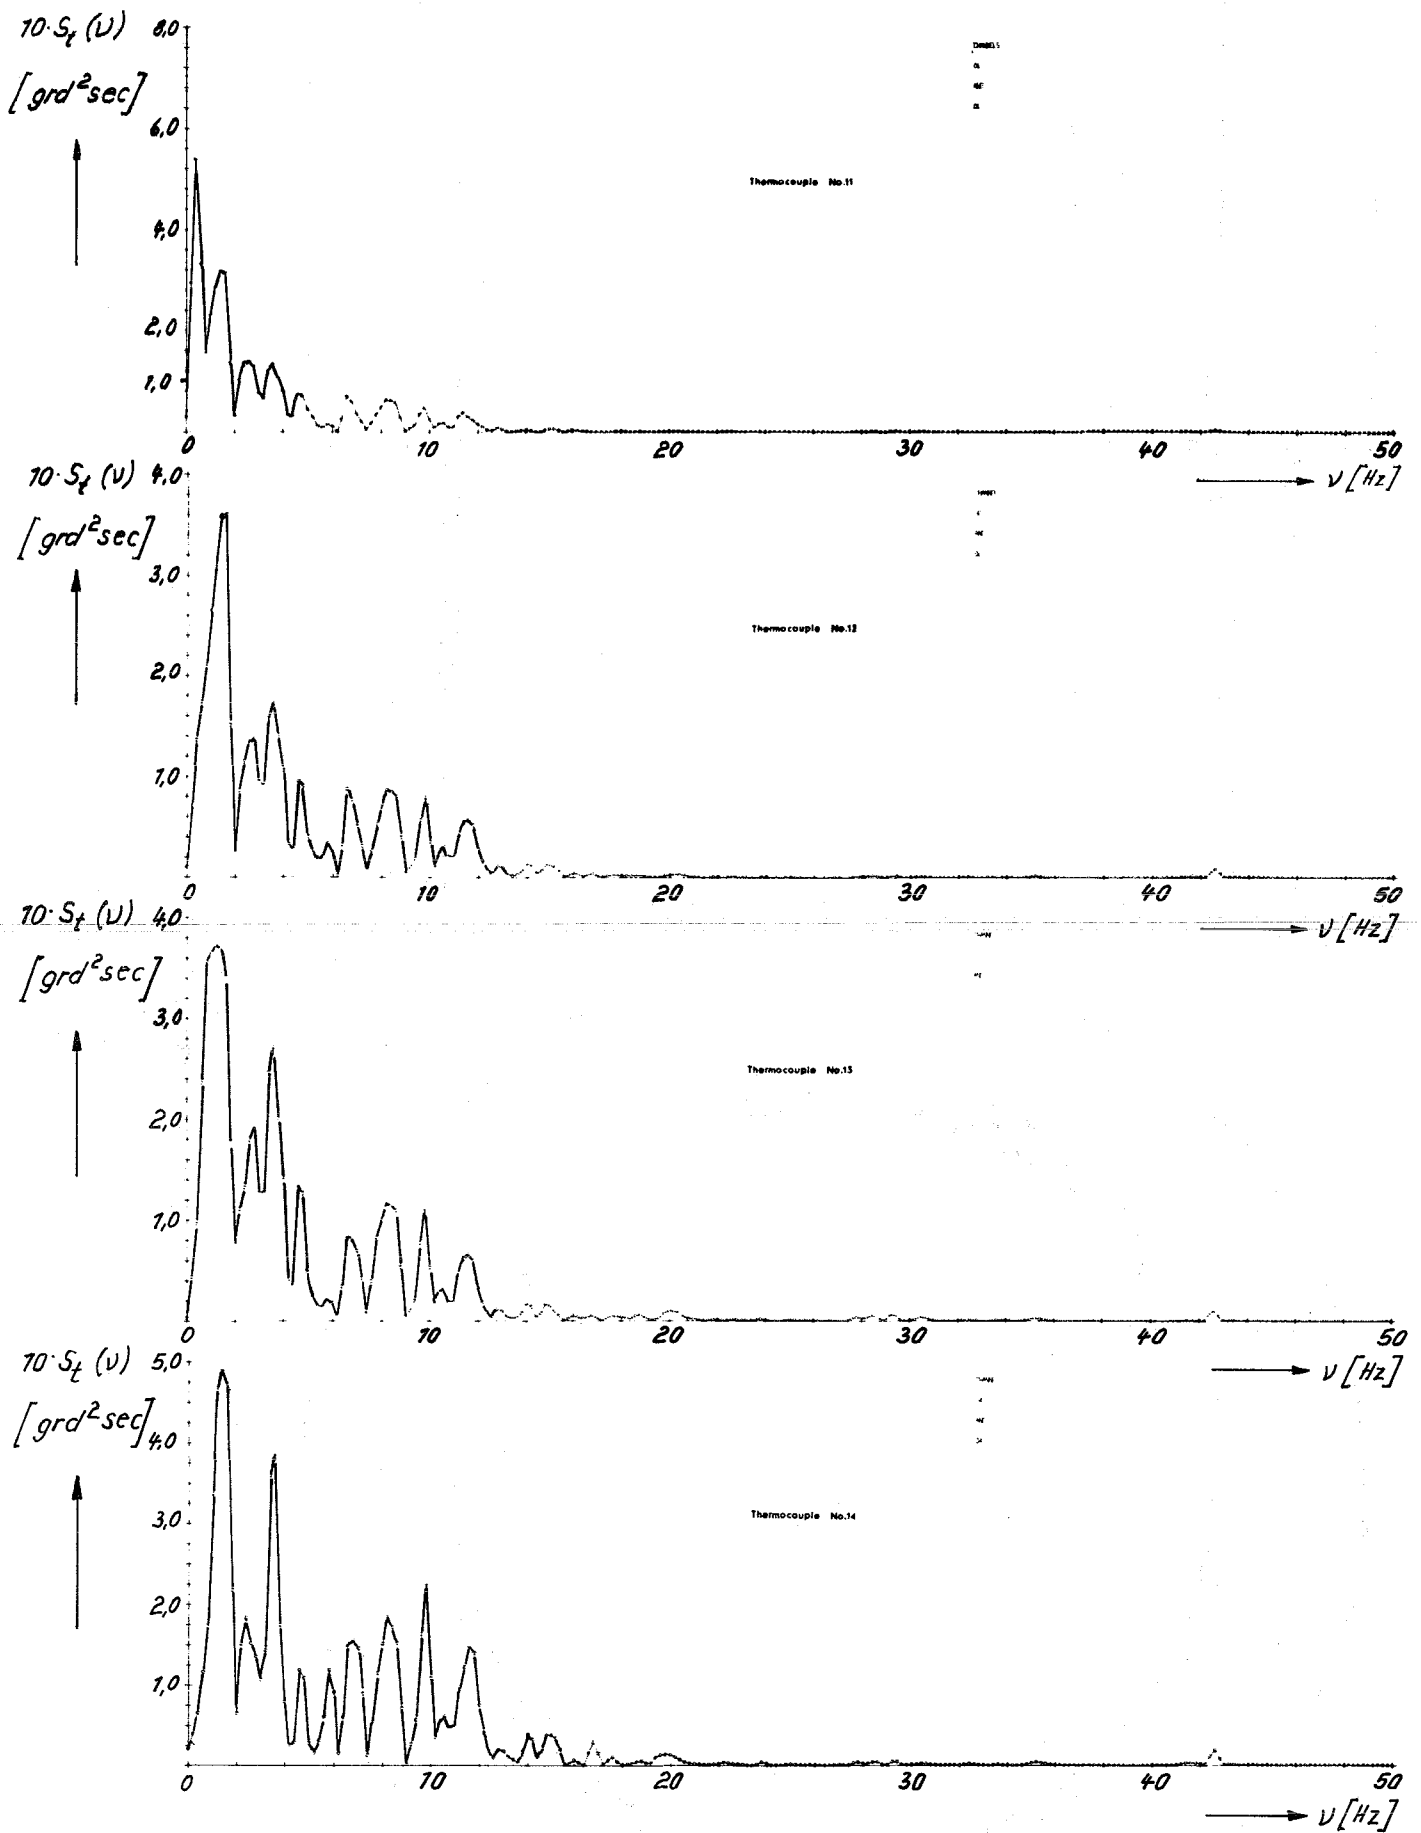 10·S_t (ν) 8,0
[grd²sec]
6,0
Thermocouple No.11
4,0
2,0
1,0
0 10 20 30 40 50
ν [Hz]
10·S_t (ν) 4,0
[grd²sec]
3,0
Thermocouple No.12
2,0
1,0
0 10 20 30 40 50
ν [Hz]
10·S_t (ν) 4,0
[grd²sec]
3,0
Thermocouple No.13
2,0
1,0
0 10 20 30 40 50
ν [Hz]
10·S_t (ν) 5,0
[grd²sec]
4,0
3,0
Thermocouple No.14
2,0
1,0
0 10 20 30 40 50
ν [Hz]